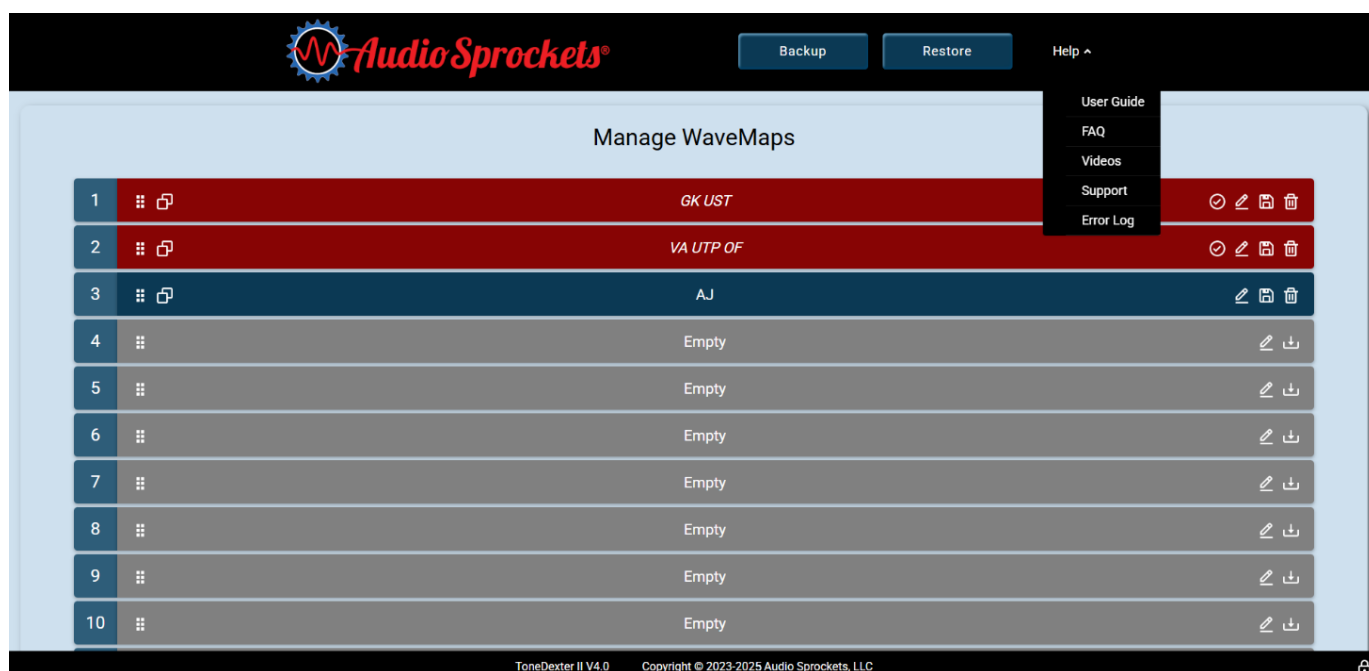 Audio Sprockets®
Backup
Restore
Help
User Guide
FAQ
Videos
Support
Error Log
Manage WaveMaps
1 GK UST
2 VA UTP OF
3 AJ
4 Empty
5 Empty
6 Empty
7 Empty
8 Empty
9 Empty
10 Empty
ToneDexter II V4.0 Copyright © 2023-2025 Audio Sprockets, LLC